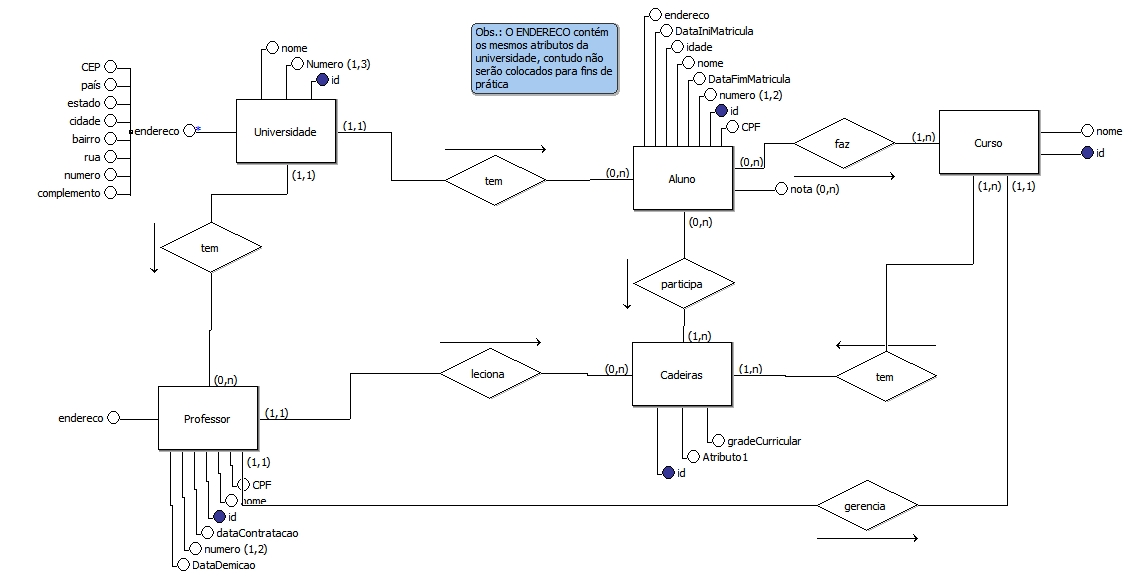 endereco
DataIniMatricula
idade
nome
DataFimMatricula
numero (1,2)
id
CPF
Obs.: O ENDERECO contém
os mesmos atributos da
universidade, contudo não
serão colocados para fins de
prática
nome
Numero (1,3)
id
CEP
país
estado
cidade
bairro
rua
numero
complemento
endereco
*
Universidade
(1,1)
(1,1)
tem
(0,n)
Aluno
(0,n)
faz
(1,n)
Curso
nome
id
nota (0,n)
(0,n)
(1,n)
(1,1)
tem
participa
(1,n)
(0,n)
Cadeiras
(1,n)
tem
leciona
(0,n)
endereco
Professor
(1,1)
(1,1)
gradeCurricular
Atributo1
id
CPF
nome
id
dataContratacao
numero (1,2)
DataDemicao
gerencia